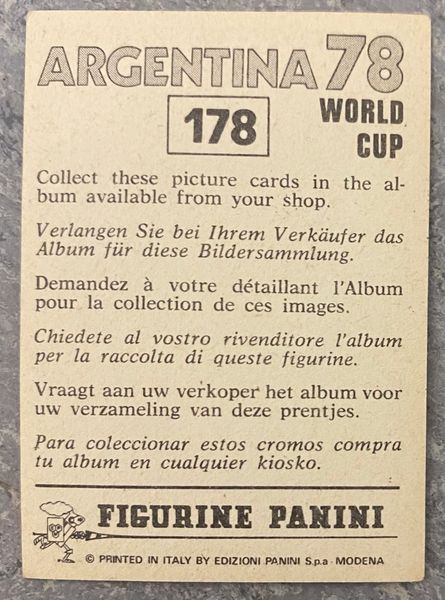 ARGENTINA 78
178
WORLD
CUP
Collect these picture cards in the al-
bum available from your shop.
Verlangen Sie bei Ihrem Verkäufer das
Album für diese Bildersammlung.
Demandez à votre détaillant l'Album
pour la collection de ces images.
Chiedete al vostro rivenditore l'album
per la raccolta di queste figurine.
Vraagt aan uw verkoper het album voor
uw verzameling van deze prentjes.
Para coleccionar estos cromos compra
tu album en cualquier kiosko.
FIGURINE PANINI
© PRINTED IN ITALY BY EDIZIONI PANINI S.p.a - MODENA